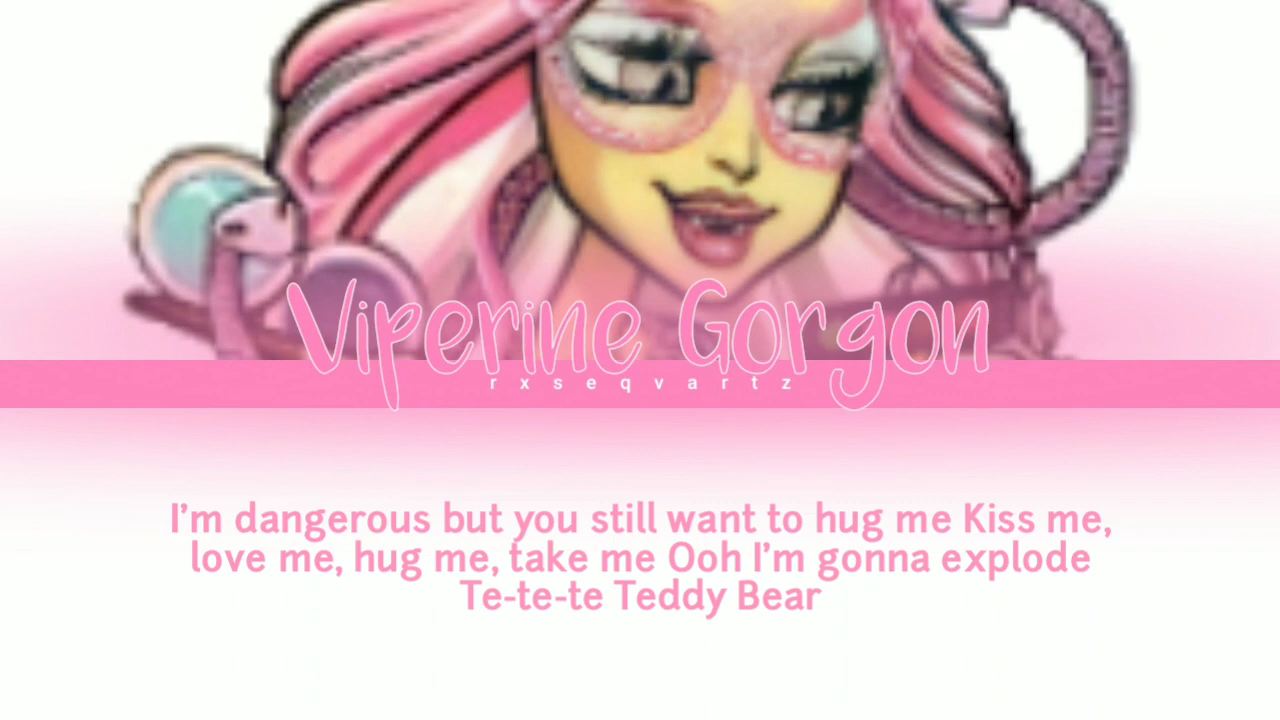 Viperine Gorgon
rxseqvartz
I'm dangerous but you still want to hug me Kiss me,
love me, hug me, take me Ooh I'm gonna explode
Te-te-te Teddy Bear